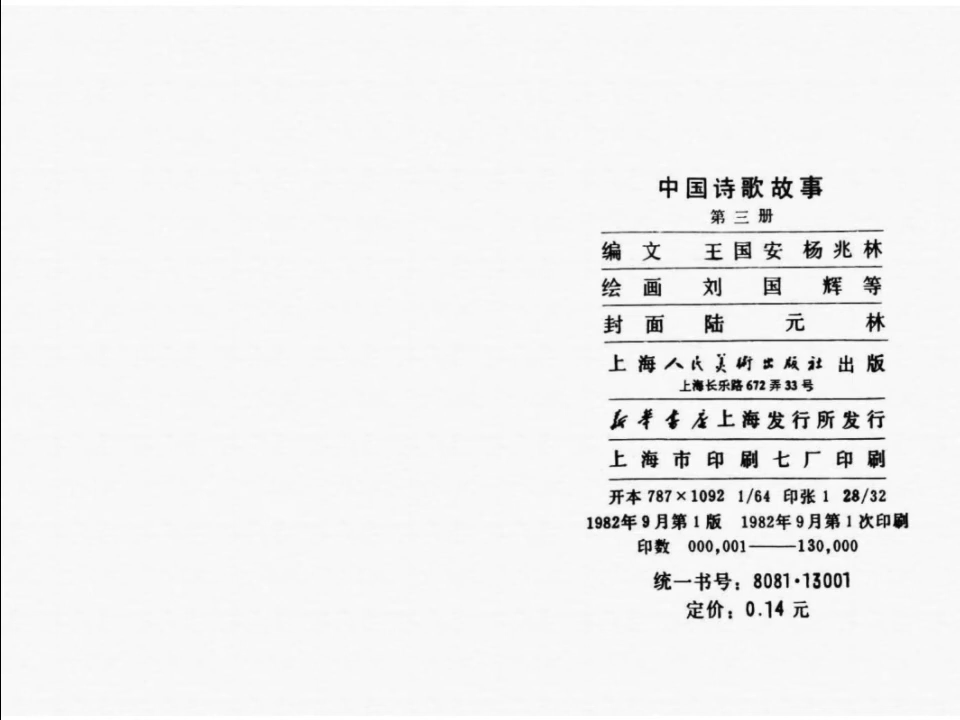 中国诗歌故事
第三册
编文 王国安 杨兆林
绘画 刘国辉等
封面 陆元林
上海人民美术出版社出版
上海长乐路672弄33号
新华书店上海发行所发行
上海市印刷七厂印刷
开本 787×1092 1/64 印张 1 28/32
1982年9月第1版 1982年9月第1次印刷
印数 000,001——130,000
统一书号：8081·13001
定价：0.14元